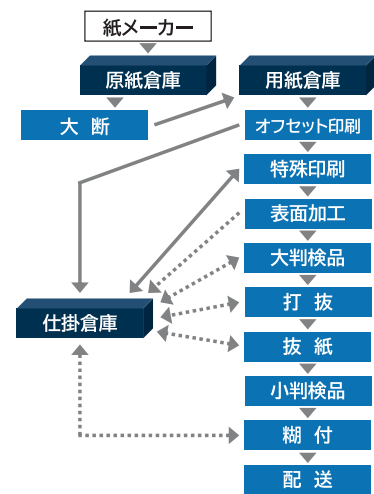 紙メーカー
原紙倉庫
用紙倉庫
大 断
オフセット印刷
特殊印刷
表面加工
大判検品
打 抜
仕掛倉庫
抜 紙
小判検品
糊 付
配 送